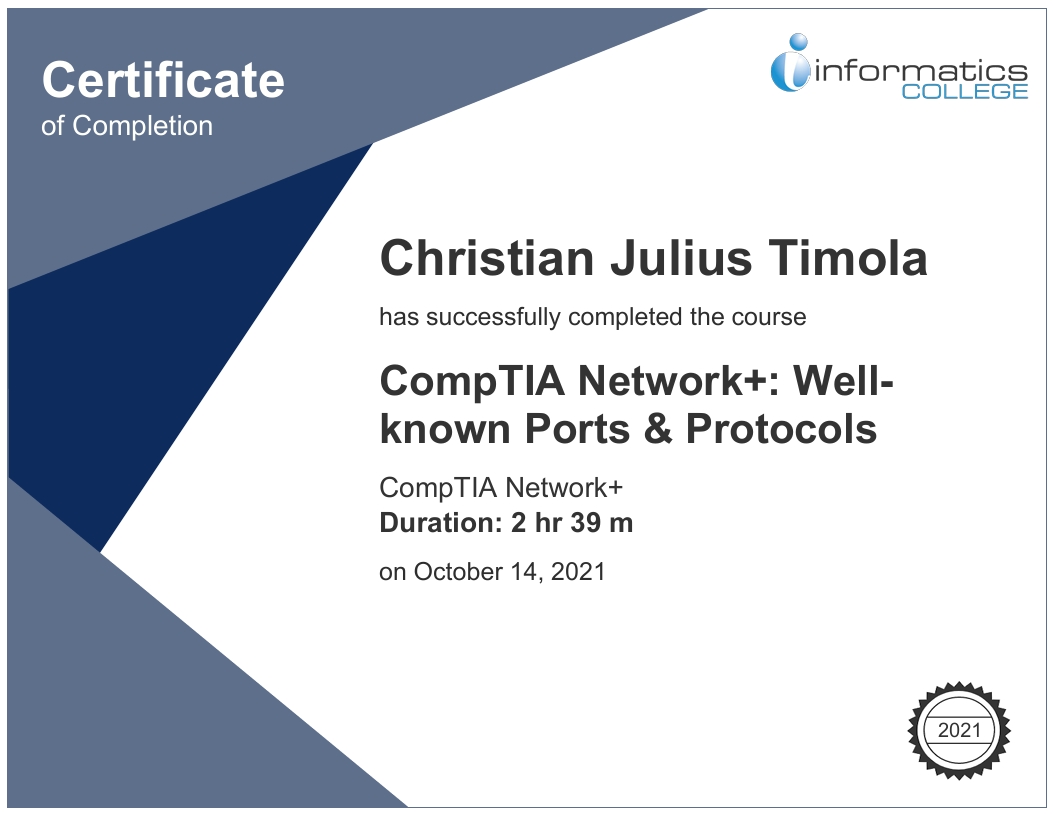 Certificate
of Completion
informatics
COLLEGE
Christian Julius Timola
has successfully completed the course
CompTIA Network+: Well-
known Ports & Protocols
CompTIA Network+
Duration: 2 hr 39 m
on October 14, 2021
2021